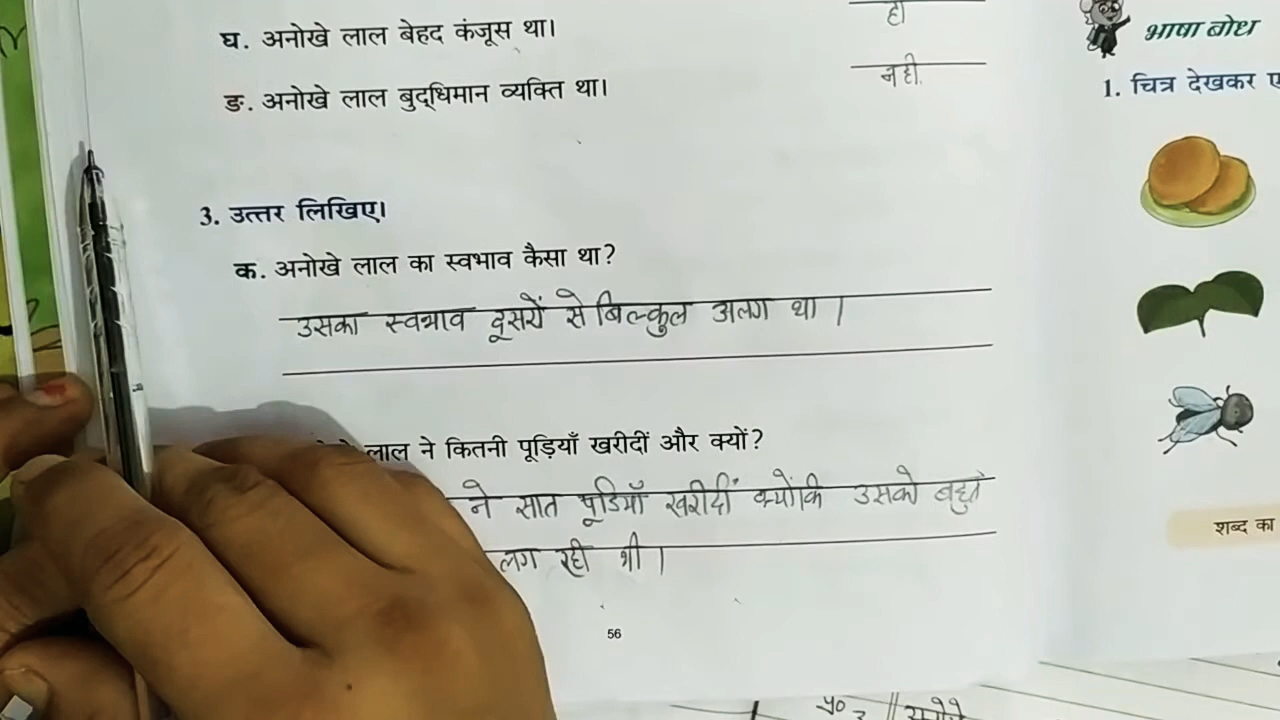 घ. अनोखे लाल बेहद कंजूस था।
हाँ
ङ. अनोखे लाल बुद्धिमान व्यक्ति था।
नही.
3. उत्तर लिखिए।
क. अनोखे लाल का स्वभाव कैसा था?
उसका स्वभाव दूसरों से बिल्कुल अलग था।
लाल ने कितनी पूड़ियाँ खरीदीं और क्यों?
ने सात पूडियाँ खरीदीं क्योंकि उसको बहुत
लग रही थी।
56
भाषा बोध
1. चित्र देखकर ए
शब्द का